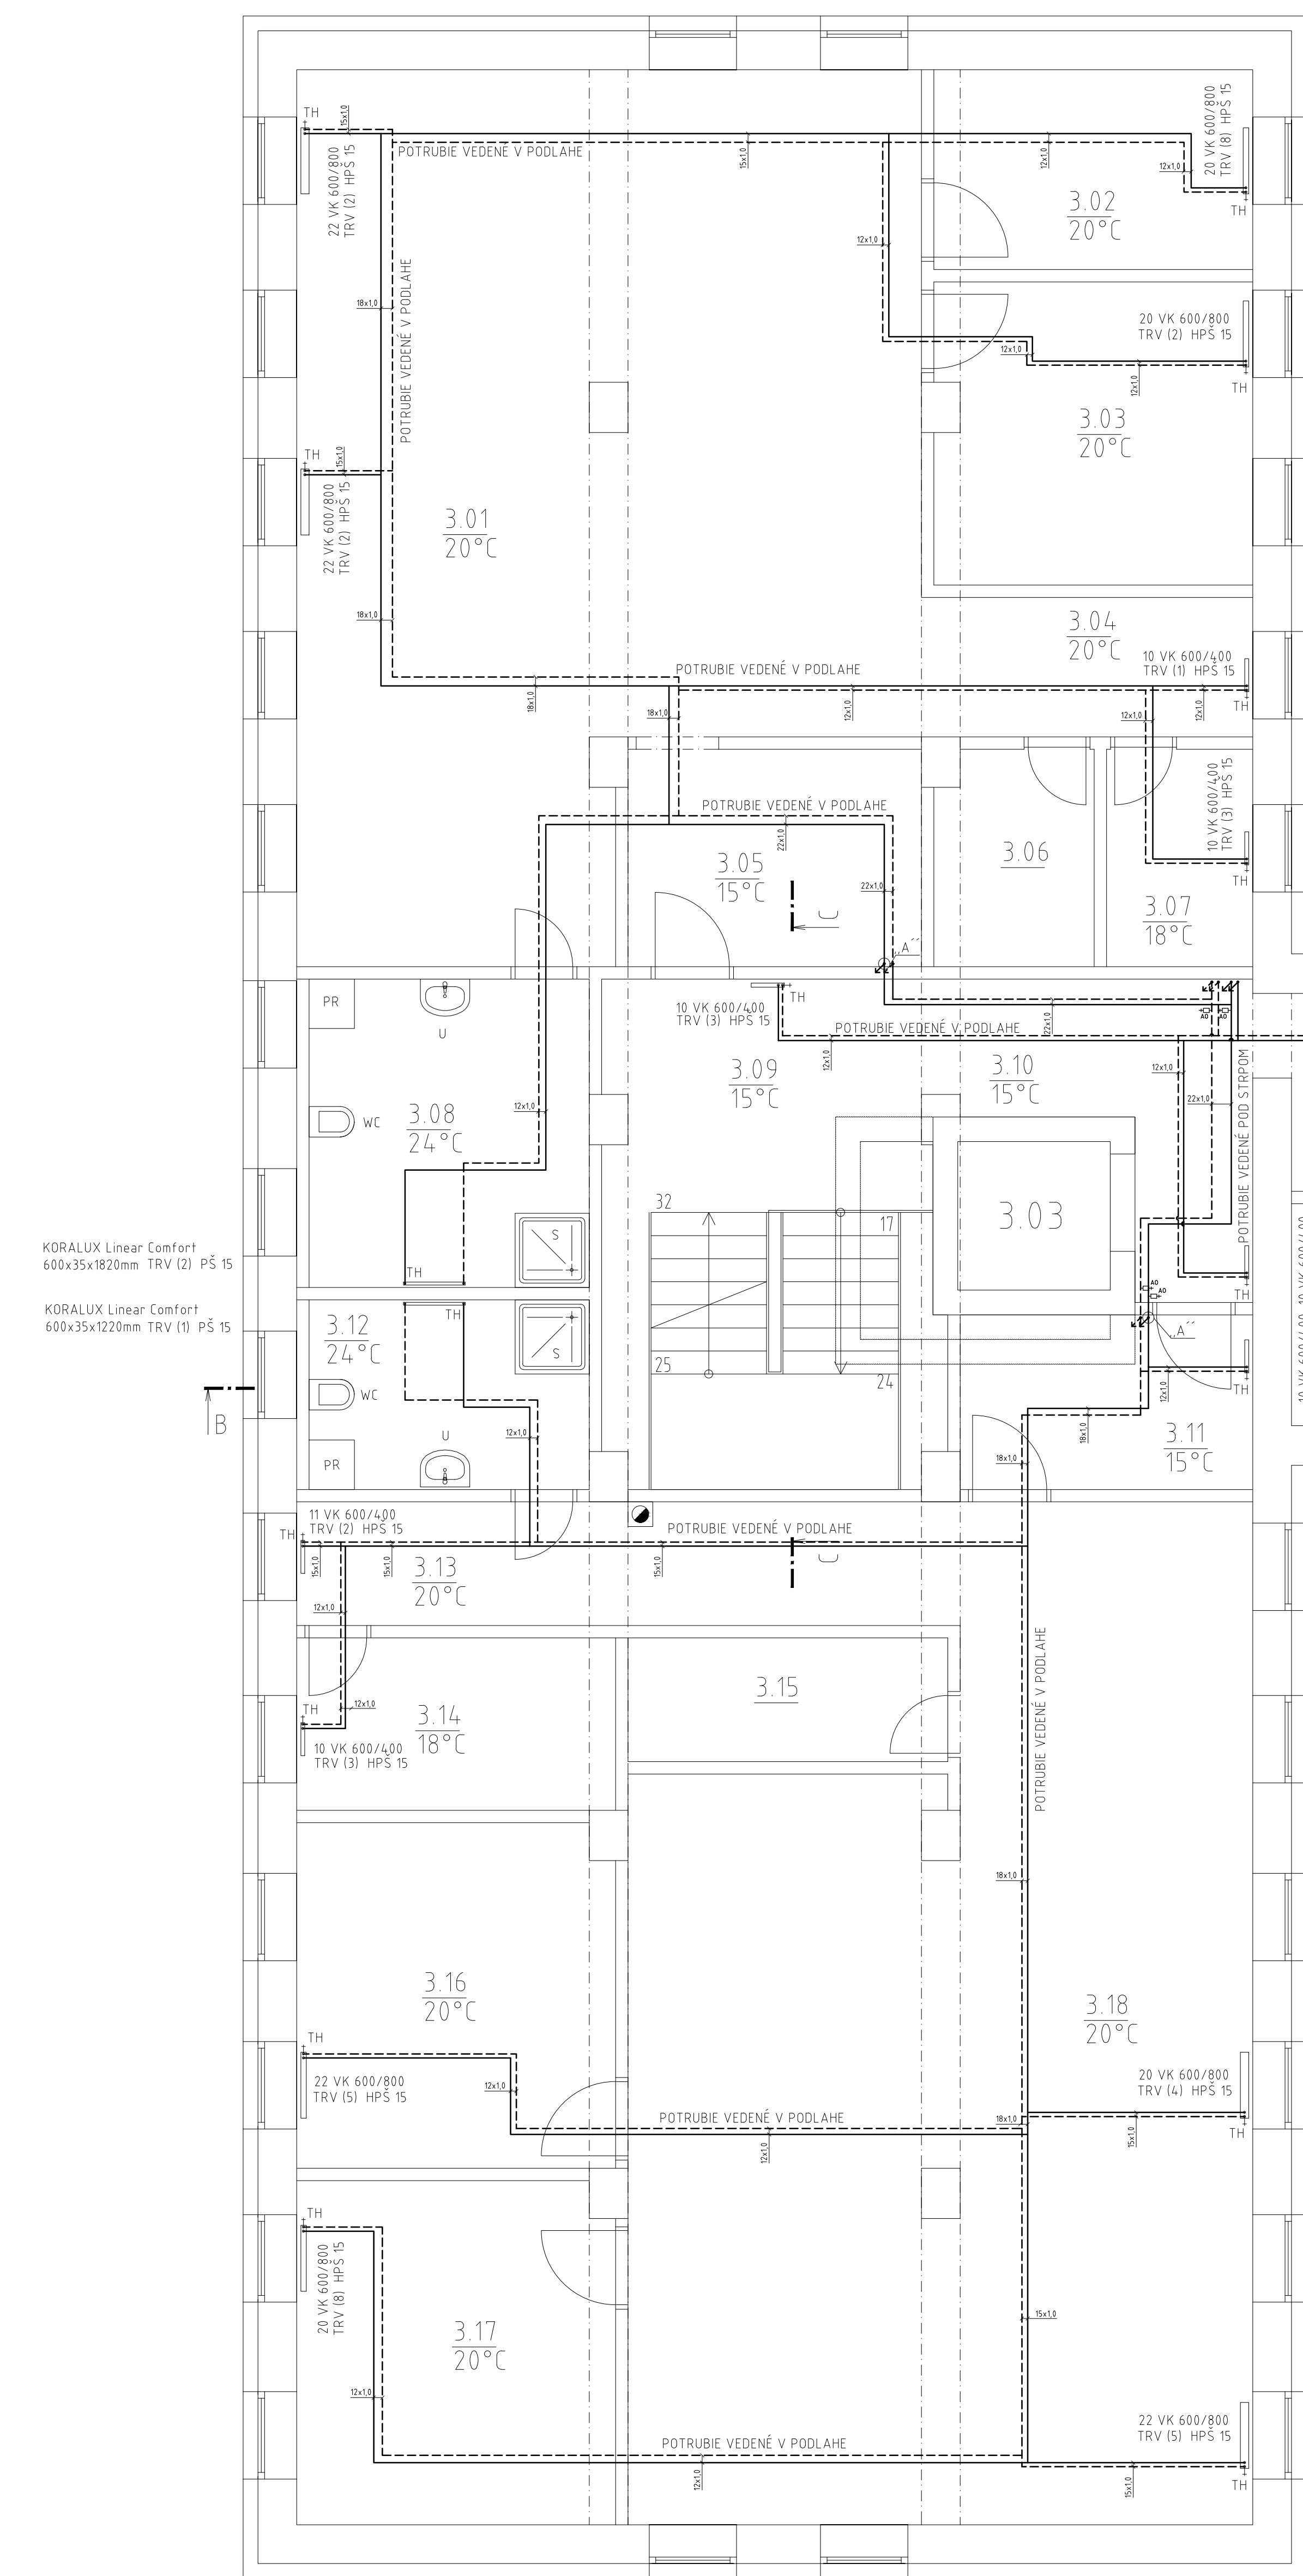 TH
15x1,0
22 VK 600/800
TRV (2) HPŠ 15
POTRUBIE VEDENÉ V PODLAHE
15x1,0
12x1,0
12x1,0
20 VK 600/800
TRV (8) HPŠ 15
TH
3.02
20°C
12x1,0
POTRUBIE VEDENÉ V PODLAHE
18x1,0
20 VK 600/800
TRV (2) HPŠ 15
12x1,0
12x1,0
TH
3.03
20°C
TH
15x1,0
22 VK 600/800
TRV (2) HPŠ 15
3.01
20°C
18x1,0
3.04
20°C
10 VK 600/400
TRV (1) HPŠ 15
POTRUBIE VEDENÉ V PODLAHE
18x1,0
18x1,0
12x1,0
12x1,0
12x1,0
TH
10 VK 600/400
TRV (3) HPŠ 15
POTRUBIE VEDENÉ V PODLAHE
22x1,0
3.05
15°C
22x1,0
3.06
TH
3.07
18°C
C
„A´´
PR
U
10 VK 600/400
TRV (3) HPŠ 15
TH
POTRUBIE VEDENÉ V PODLAHE
22x1,0
12x1,0
AO
AO
3.08
24°C
WC
12x1,0
3.09
15°C
3.10
15°C
12x1,0
22x1,0
POTRUBIE VEDENÉ POD STRPOM
32
17
3.03
S
KORALUX Linear Comfort
600x35x1820mm TRV (2) PŠ 15
TH
TH
AO
AO
KORALUX Linear Comfort
600x35x1220mm TRV (1) PŠ 15
TH
3.12
24°C
S
25
24
„A´´
TH
12x1,0
10 VK 600/400 10 VK 600/400
B
WC
U
PR
12x1,0
18x1,0
18x1,0
3.11
15°C
11 VK 600/400
TRV (2) HPŠ 15
TH
POTRUBIE VEDENÉ V PODLAHE
15x1,0
15x1,0
15x1,0
C
3.13
20°C
12x1,0
POTRUBIE VEDENÉ V PODLAHE
TH
12x1,0
3.14
18°C
3.15
10 VK 600/400
TRV (3) HPŠ 15
18x1,0
3.16
20°C
3.18
20°C
TH
22 VK 600/800
TRV (5) HPŠ 15
12x1,0
POTRUBIE VEDENÉ V PODLAHE
12x1,0
18x1,0
20 VK 600/800
TRV (4) HPŠ 15
15x1,0
TH
TH
20 VK 600/800
TRV (8) HPŠ 15
3.17
20°C
15x1,0
12x1,0
POTRUBIE VEDENÉ V PODLAHE
12x1,0
22 VK 600/800
TRV (5) HPŠ 15
15x1,0
TH